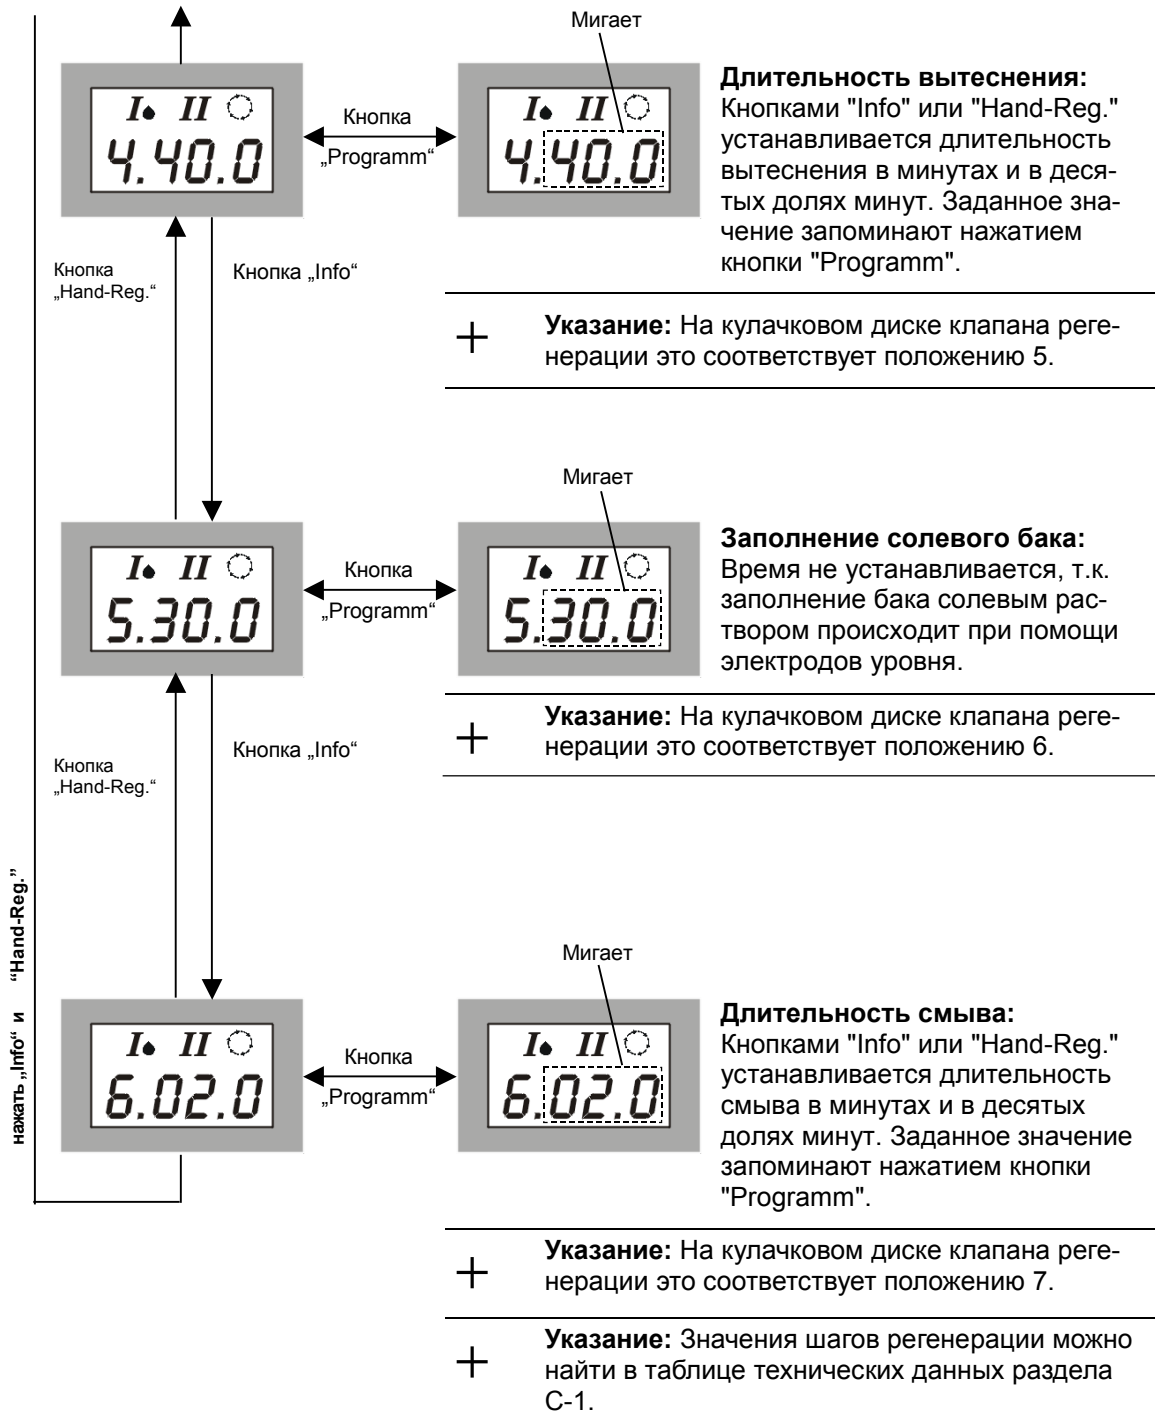 Мигает
I II
4.40.0
Кнопка
„Programm“
I II
4.40.0
Длительность вытеснения:
Кнопками "Info" или "Hand-Reg."
устанавливается длительность
вытеснения в минутах и в деся-
тых долях минут. Заданное зна-
чение запоминают нажатием
кнопки "Programm".
Кнопка
„Hand-Reg.“
Кнопка „Info“
Указание: На кулачковом диске клапана реге-
нерации это соответствует положению 5.
Мигает
I II
5.30.0
Кнопка
„Programm“
I II
5.30.0
Заполнение солевого бака:
Время не устанавливается, т.к.
заполнение бака солевым рас-
твором происходит при помощи
электродов уровня.
Кнопка
„Hand-Reg.“
Кнопка „Info“
Указание: На кулачковом диске клапана реге-
нерации это соответствует положению 6.
нажать „Info“ и “Hand-Reg.”
Мигает
I II
6.02.0
Кнопка
„Programm“
I II
6.02.0
Длительность смыва:
Кнопками "Info" или "Hand-Reg."
устанавливается длительность
смыва в минутах и в десятых
долях минут. Заданное значение
запоминают нажатием кнопки
"Programm".
Указание: На кулачковом диске клапана реге-
нерации это соответствует положению 7.
Указание: Значения шагов регенерации можно
найти в таблице технических данных раздела
С-1.